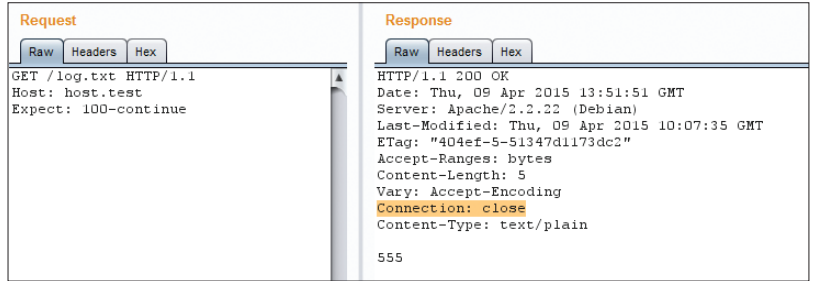 Request
Raw Headers Hex
GET /log.txt HTTP/1.1
Host: host.test
Expect: 100-continue
Response
Raw Headers Hex
HTTP/1.1 200 OK
Date: Thu, 09 Apr 2015 13:51:51 GMT
Server: Apache/2.2.22 (Debian)
Last-Modified: Thu, 09 Apr 2015 10:07:35 GMT
ETag: "404ef-5-51347d1173dc2"
Accept-Ranges: bytes
Content-Length: 5
Vary: Accept-Encoding
Connection: close
Content-Type: text/plain
555